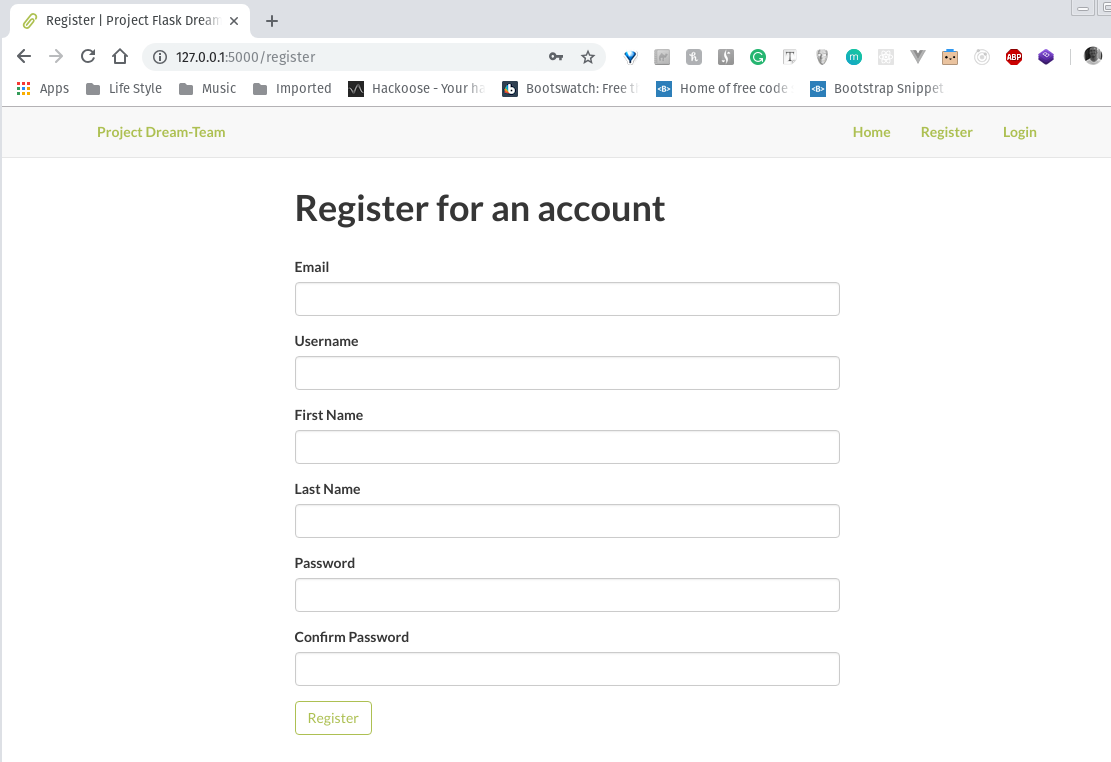 Register | Project Flask Dream
127.0.0.1:5000/register
ABP
Apps Life Style Music Imported Hackoose - Your ha Bootswatch: Free t Home of free code Bootstrap Snippet
Project Dream-Team Home Register Login
Register for an account
Email
Username
First Name
Last Name
Password
Confirm Password
Register